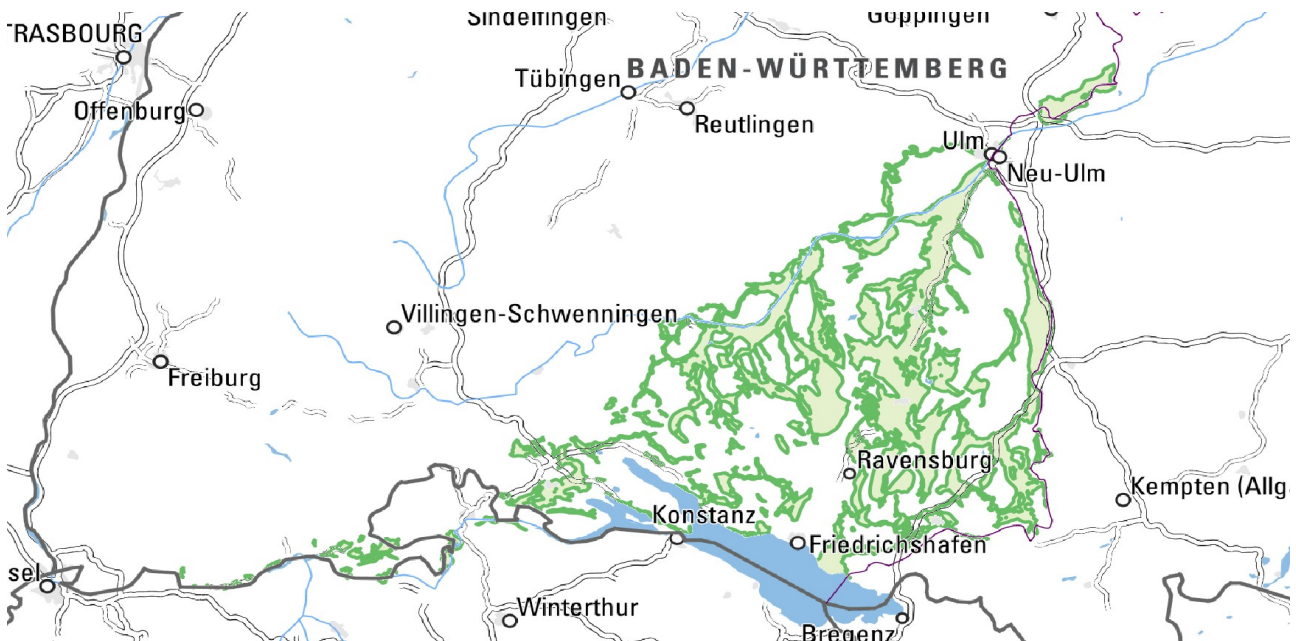 Sindelfingen
Göppingen
TRASBOURG
Tübingen
BADEN-WÜRTTEMBERG
Offenburg
Reutlingen
Ulm
Neu-Ulm
Villingen-Schwenningen
Freiburg
Ravensburg
Kempten (Allg
Konstanz
Friedrichshafen
sel
Winterthur
Bregenz